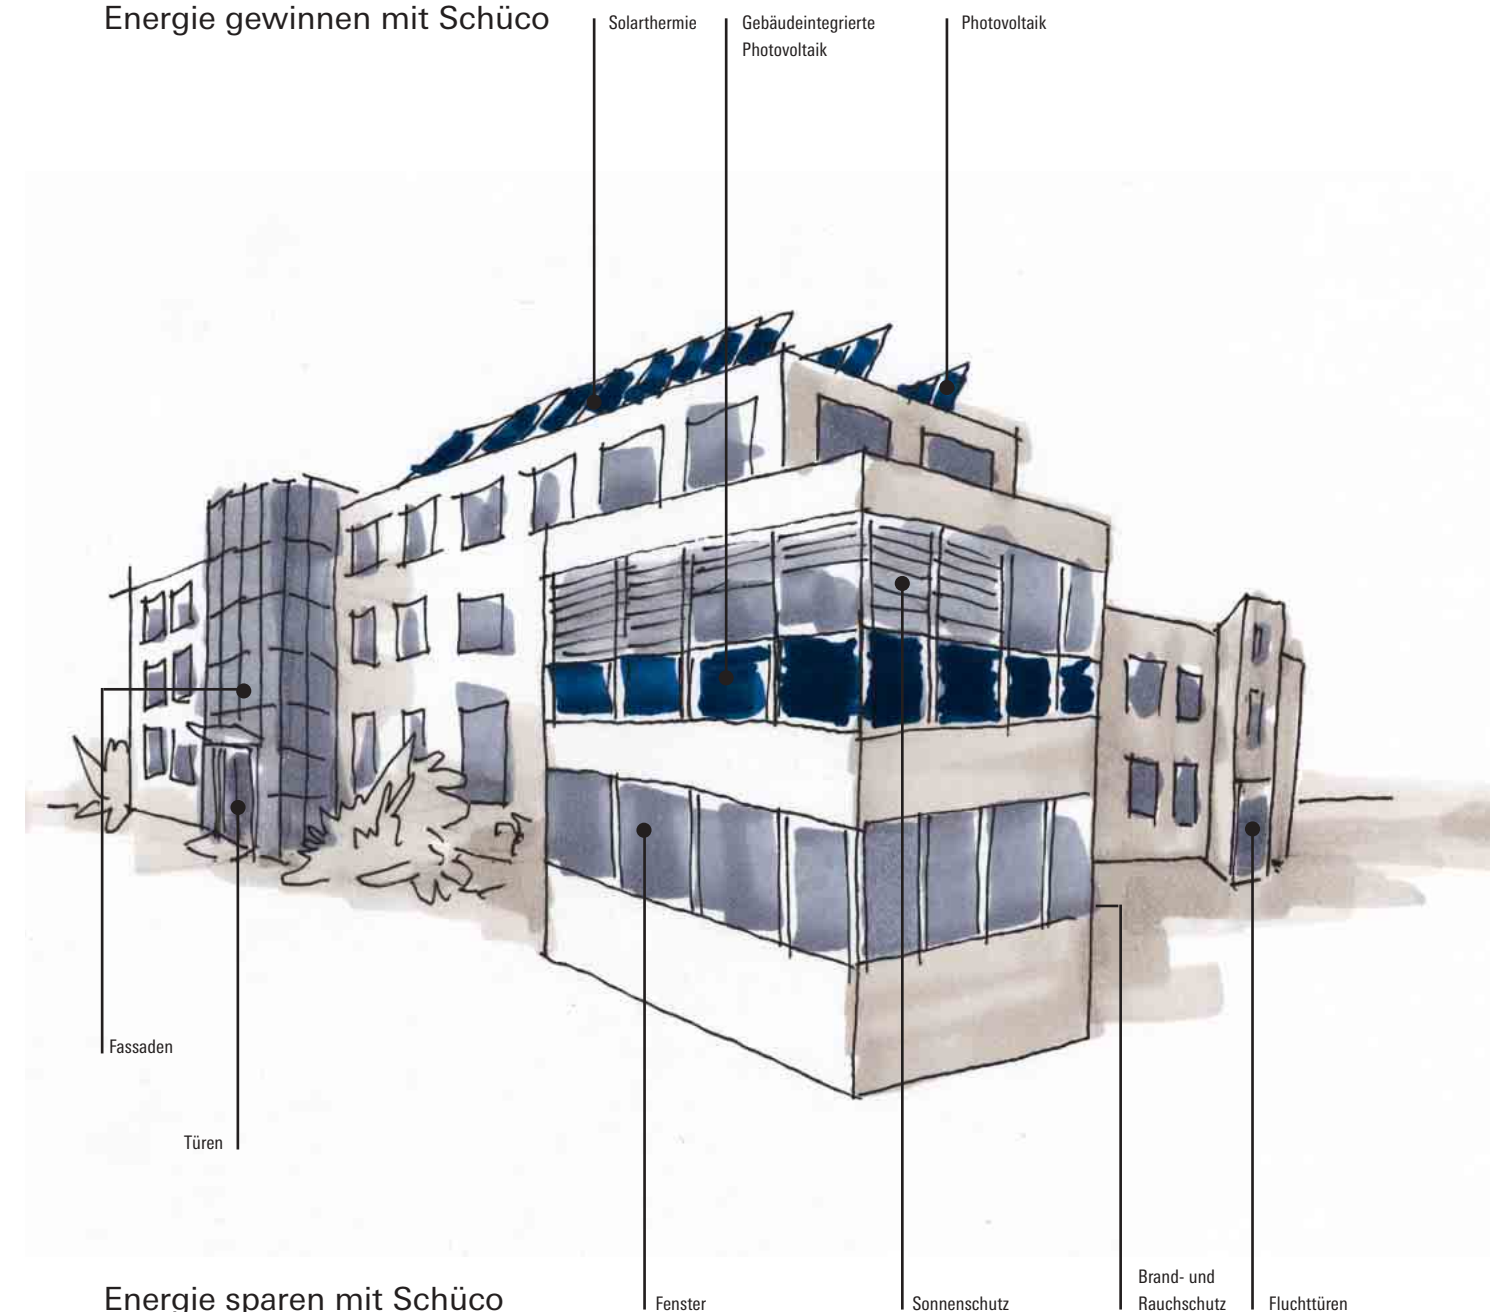 Energie gewinnen mit Schüco
Solarthermie
Gebäudeintegrierte
Photovoltaik
Photovoltaik
Fassaden
Türen
Energie sparen mit Schüco
Fenster
Sonnenschutz
Brand- und
Rauchschutz
Fluchttüren